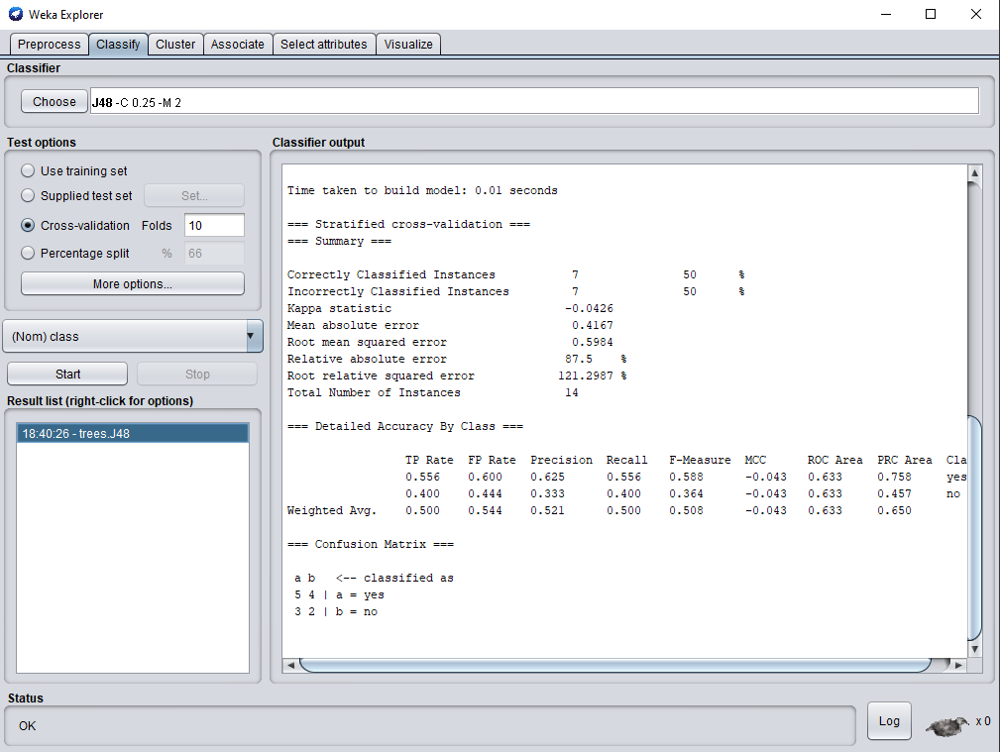 Weka Explorer
Preprocess Classify Cluster Associate Select attributes Visualize
Classifier
Choose J48 -C 0.25 -M 2
Test options
Use training set
Supplied test set Set...
Cross-validation Folds 10
Percentage split % 66
More options...
(Nom) class
Start Stop
Result list (right-click for options)
18:40:26 - trees.J48
Classifier output
Time taken to build model: 0.01 seconds
=== Stratified cross-validation ===
=== Summary ===
Correctly Classified Instances 7 50 %
Incorrectly Classified Instances 7 50 %
Kappa statistic -0.0426
Mean absolute error 0.4167
Root mean squared error 0.5984
Relative absolute error 87.5 %
Root relative squared error 121.2987 %
Total Number of Instances 14
=== Detailed Accuracy By Class ===
TP Rate FP Rate Precision Recall F-Measure MCC ROC Area PRC Area Cla
0.556 0.600 0.625 0.556 0.588 -0.043 0.633 0.758 yes
0.400 0.444 0.333 0.400 0.364 -0.043 0.633 0.457 no
Weighted Avg. 0.500 0.544 0.521 0.500 0.508 -0.043 0.633 0.650
=== Confusion Matrix ===
a b <-- classified as
5 4 | a = yes
3 2 | b = no
Status
OK
Log x 0